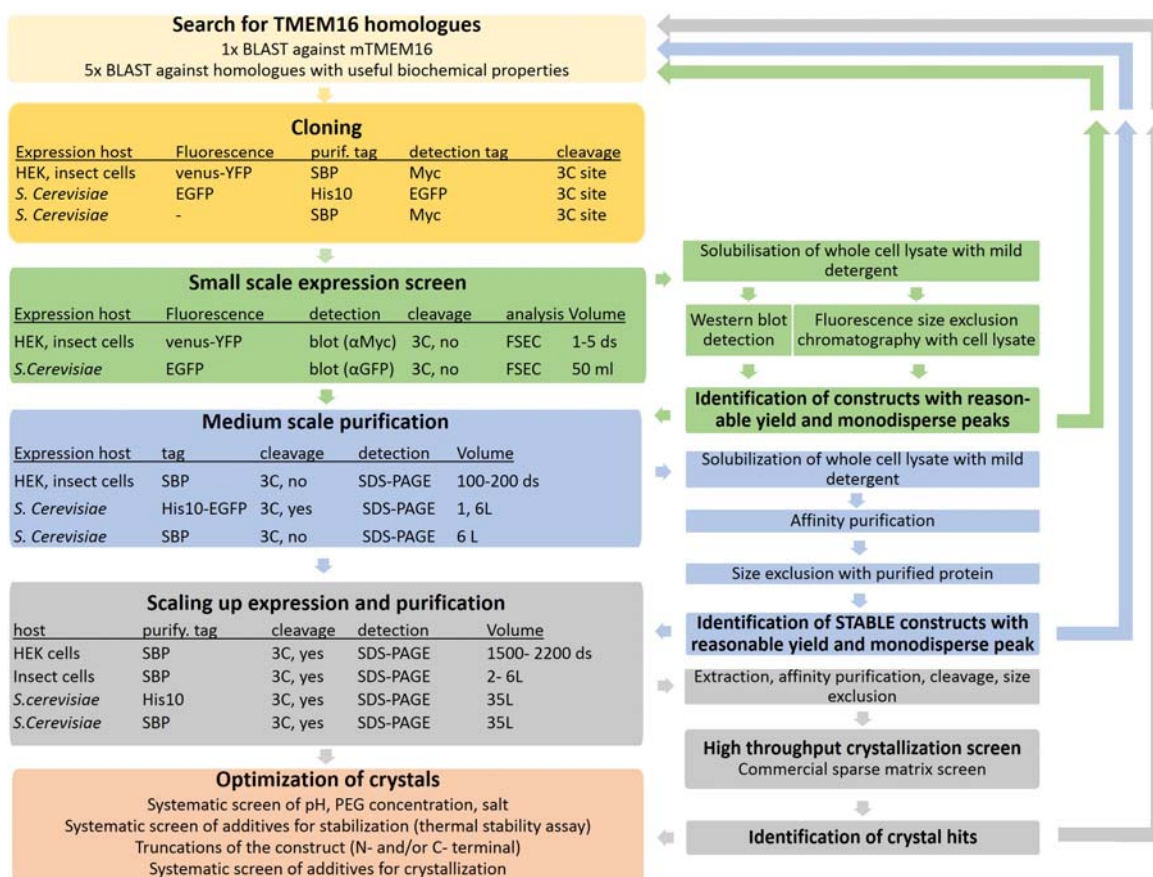 Search for TMEM16 homologues
1x BLAST against mTMEM16
5x BLAST against homologues with useful biochemical properties
Cloning
Expression host Fluorescence purif. tag detection tag cleavage
HEK, insect cells venus-YFP SBP Myc 3C site
S. Cerevisiae EGFP His10 EGFP 3C site
S. Cerevisiae - SBP Myc 3C site
Small scale expression screen
Expression host Fluorescence detection cleavage analysis Volume
HEK, insect cells venus-YFP blot (αMyc) 3C, no FSEC 1-5 ds
S.Cerevisiae EGFP blot (αGFP) 3C, no FSEC 50 ml
Solubilisation of whole cell lysate with mild
detergent
Western blot
detection
Fluorescence size exclusion
chromatography with cell lysate
Identification of constructs with reason-
able yield and monodisperse peaks
Medium scale purification
Expression host tag cleavage detection Volume
HEK, insect cells SBP 3C, no SDS-PAGE 100-200 ds
S. Cerevisiae His10-EGFP 3C, yes SDS-PAGE 1, 6L
S. Cerevisiae SBP 3C, no SDS-PAGE 6 L
Solubilization of whole cell lysate with mild
detergent
Affinity purification
Size exclusion with purified protein
Identification of STABLE constructs with
reasonable yield and monodisperse peak
Scaling up expression and purification
host purify. tag cleavage detection Volume
HEK cells SBP 3C, yes SDS-PAGE 1500- 2200 ds
Insect cells SBP 3C, yes SDS-PAGE 2- 6L
S.cerevisiae His10 3C, yes SDS-PAGE 35L
S.Cerevisiae SBP 3C, yes SDS-PAGE 35L
Extraction, affinity purification, cleavage, size
exclusion
High throughput crystallization screen
Commercial sparse matrix screen
Identification of crystal hits
Optimization of crystals
Systematic screen of pH, PEG concentration, salt
Systematic screen of additives for stabilization (thermal stability assay)
Truncations of the construct (N- and/or C- terminal)
Systematic screen of additives for crystallization